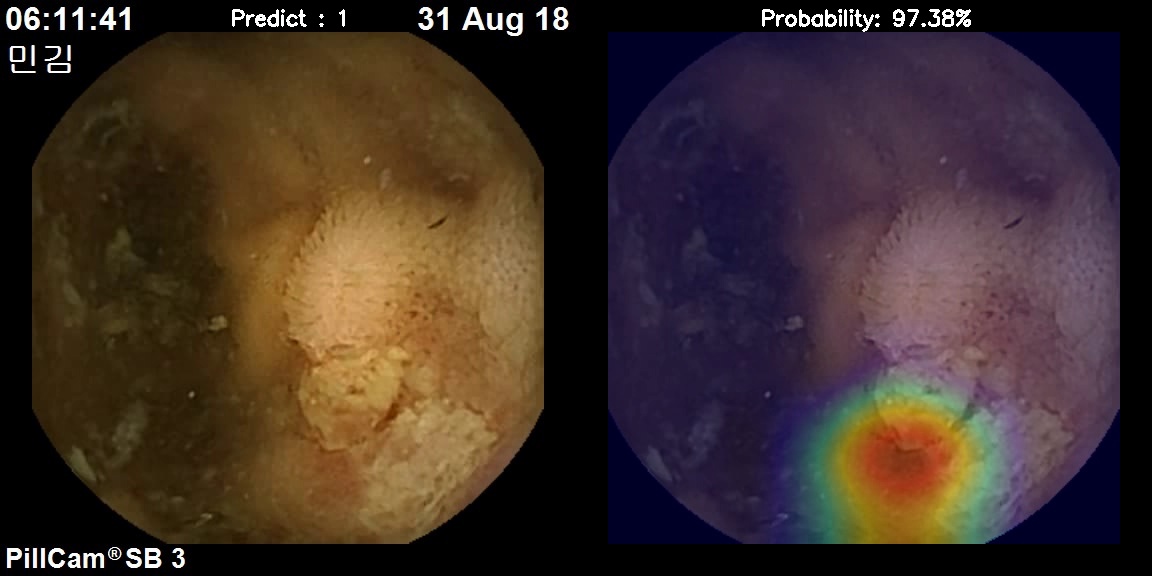 06:11:41
Predict : 1
31 Aug 18
Probability: 97.38%
민김
PillCam® SB 3